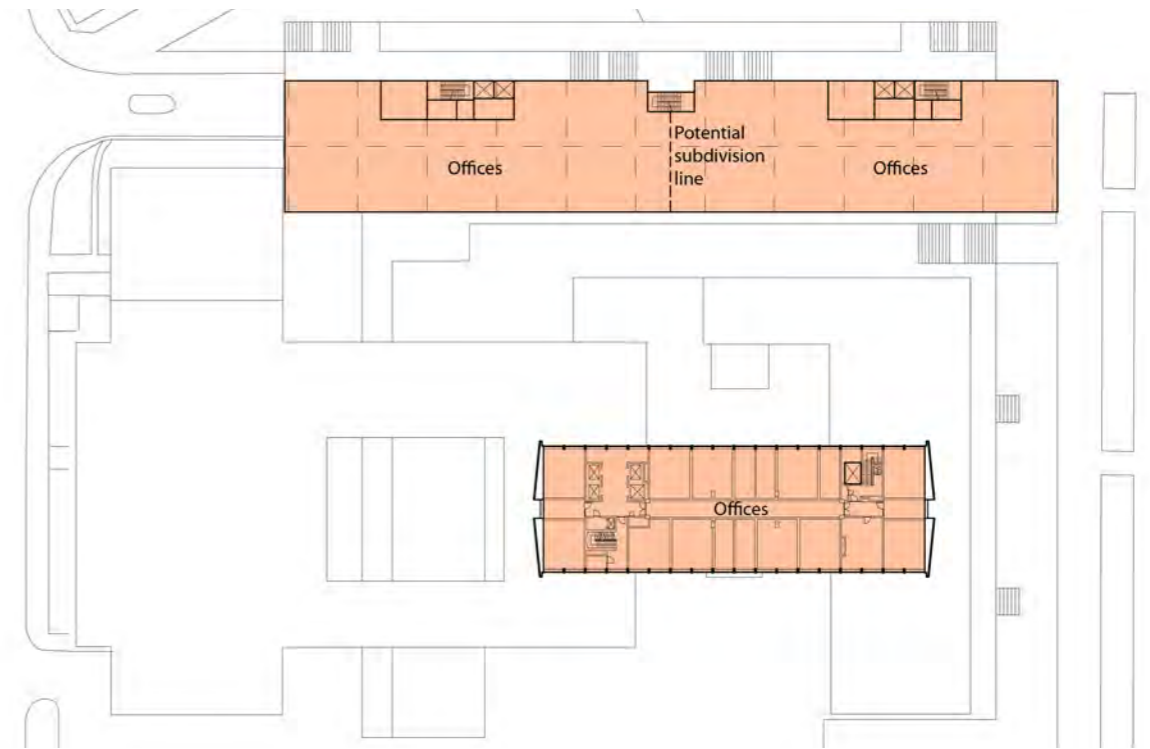 Potential
subdivision
line
Offices
Offices
Offices